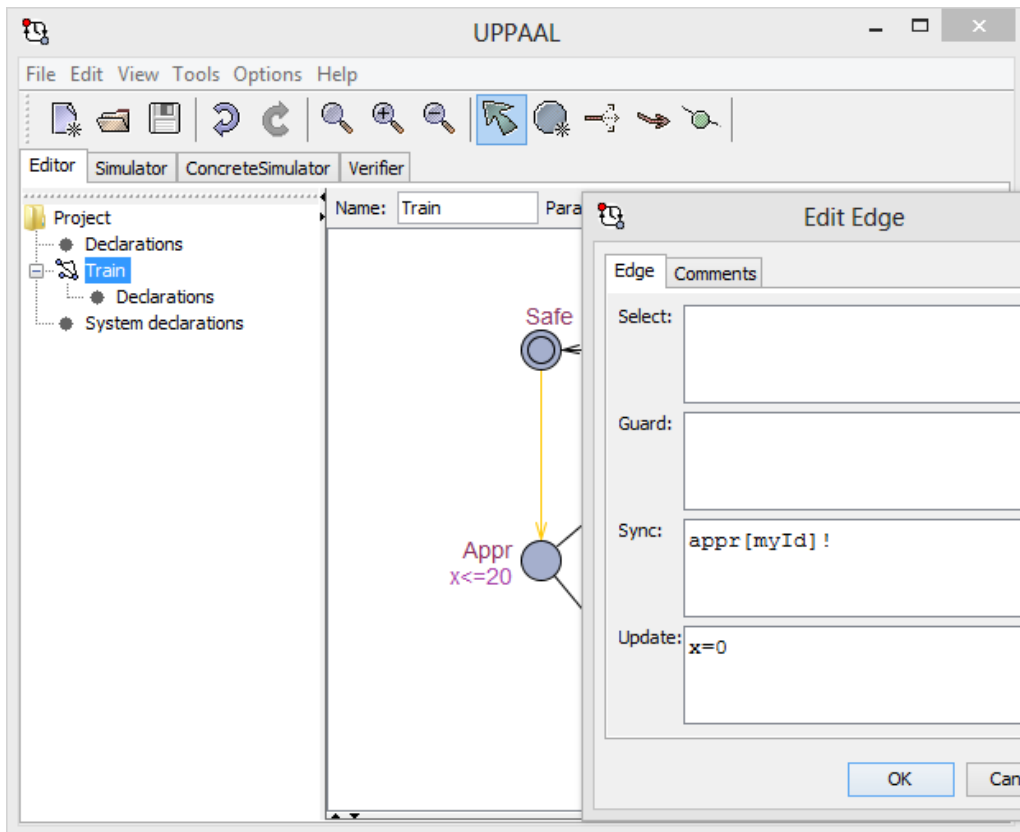 UPPAAL
File Edit View Tools Options Help
Editor Simulator ConcreteSimulator Verifier
Project
Declarations
Train
Declarations
System declarations
Name: Train Para
Safe
Appr
x<=20
Edit Edge
Edge Comments
Select:
Guard:
Sync: appr[myId]!
Update: x=0
OK Can